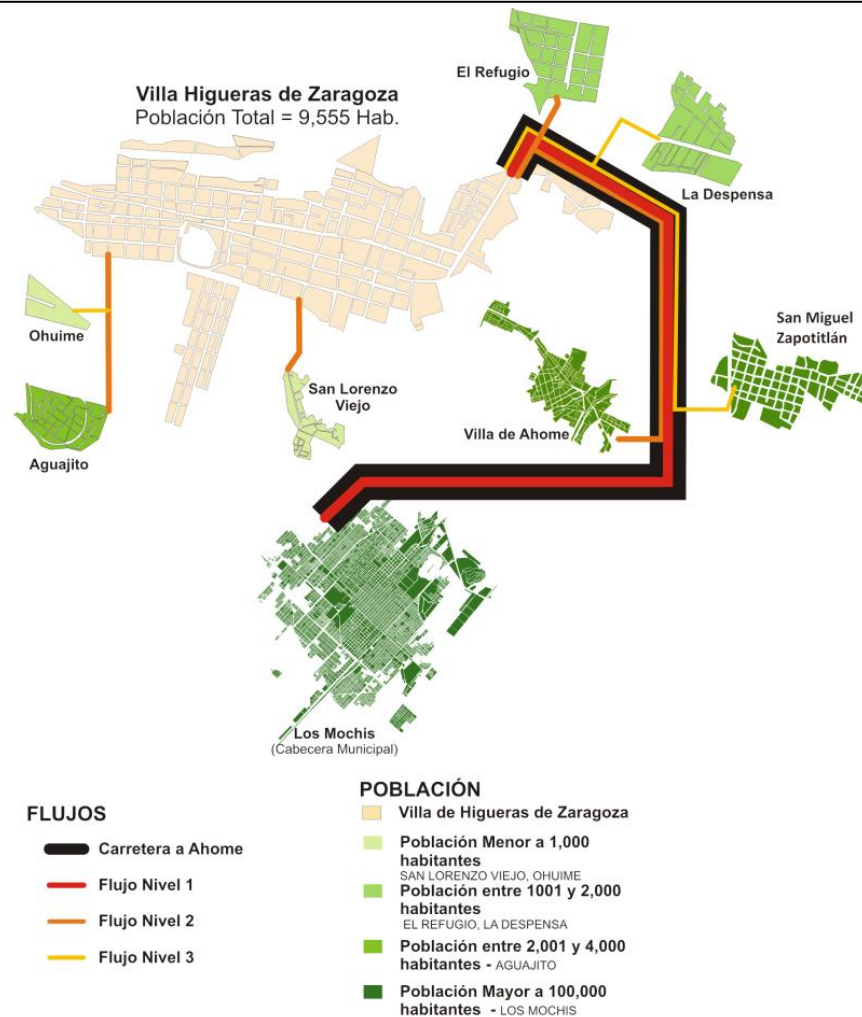 El Refugio
Villa Higueras de Zaragoza
Población Total = 9,555 Hab.
La Despensa
San Miguel
Zapotitlán
Ohuime
San Lorenzo
Viejo
Villa de Ahome
Aguajito
Los Mochis
(Cabecera Municipal)
FLUJOS
Carretera a Ahome
Flujo Nivel 1
Flujo Nivel 2
Flujo Nivel 3
POBLACIÓN
Villa de Higueras de Zaragoza
Población Menor a 1,000
habitantes
SAN LORENZO VIEJO, OHUIME
Población entre 1001 y 2,000
habitantes
EL REFUGIO, LA DESPENSA
Población entre 2,001 y 4,000
habitantes - AGUAJITO
Población Mayor a 100,000
habitantes - LOS MOCHIS